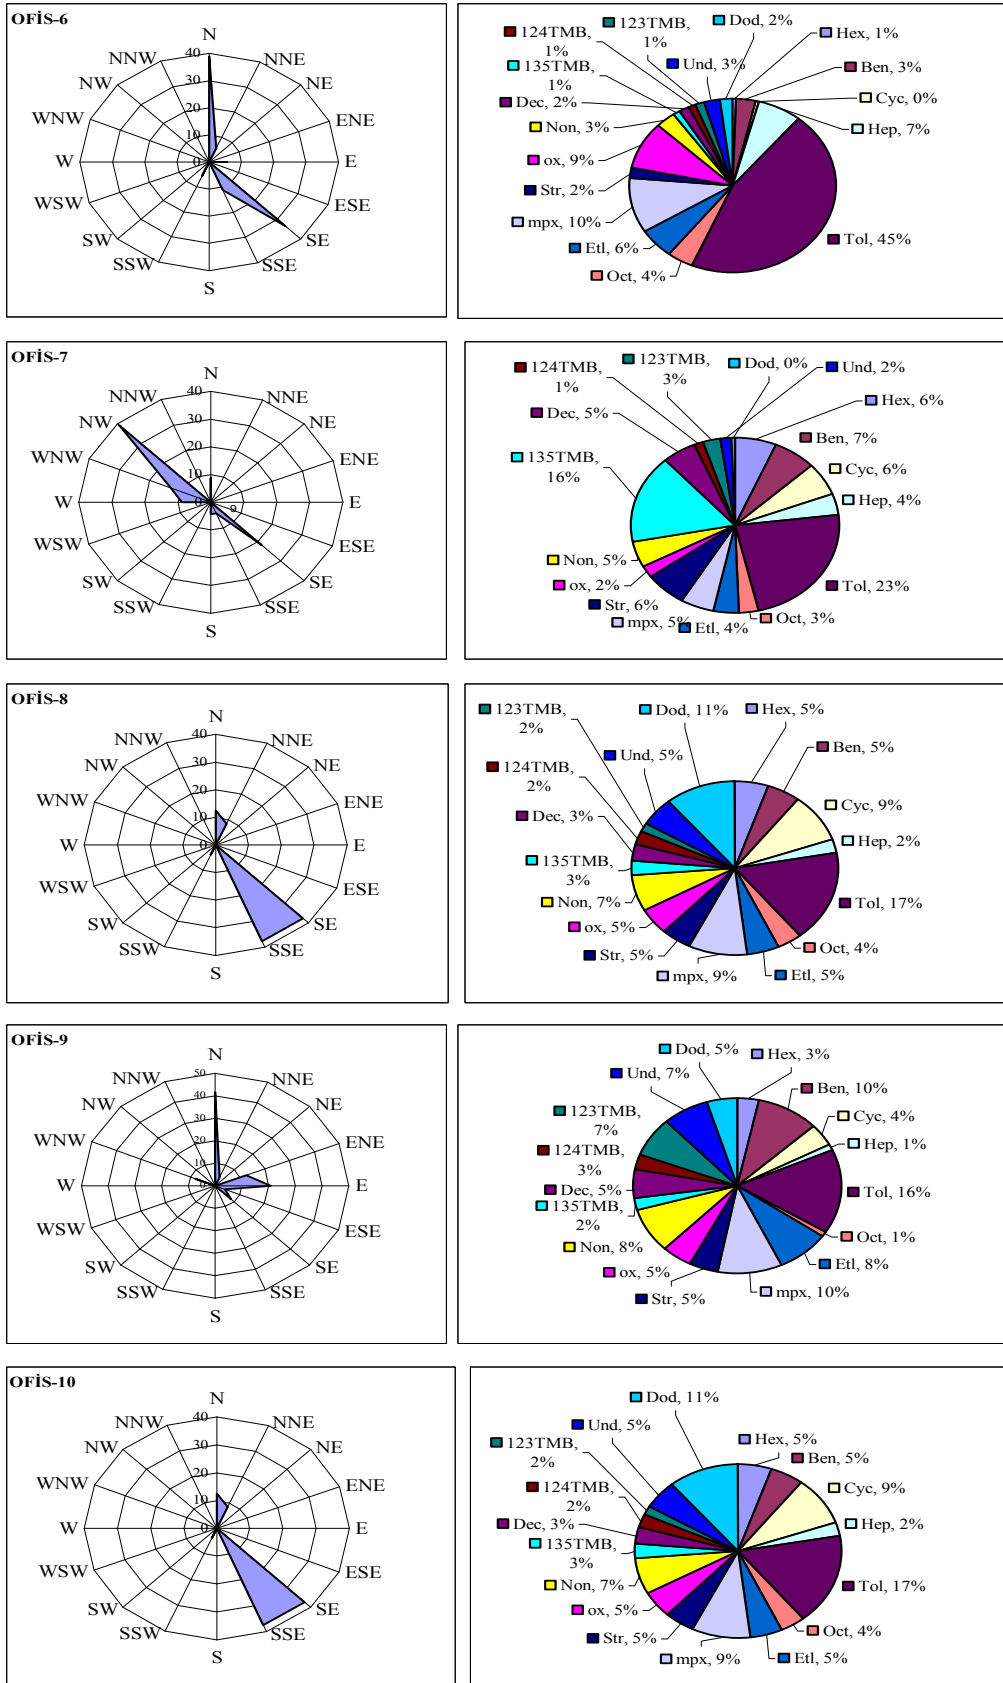 OFİS-6
N
NNE
NE
ENE
E
ESE
SE
SSE
S
SSW
SW
WSW
W
WNW
NW
NNW
40
30
20
10
0
Dod, 2%
Hex, 1%
Ben, 3%
Cyc, 0%
Hep, 7%
Tol, 45%
Oct, 4%
Etl, 6%
mpx, 10%
Str, 2%
ox, 9%
Non, 3%
Dec, 2%
135TMB,
1%
124TMB,
1%
123TMB,
1%
Und, 3%
OFİS-7
N
NNE
NE
ENE
E
ESE
SE
SSE
S
SSW
SW
WSW
W
WNW
NW
NNW
40
30
20
10
0
9
Dod, 0%
Und, 2%
Hex, 6%
Ben, 7%
Cyc, 6%
Hep, 4%
Tol, 23%
Oct, 3%
Etl, 4%
mpx, 5%
Str, 6%
ox, 2%
Non, 5%
135TMB,
16%
Dec, 5%
124TMB,
1%
123TMB,
3%
OFİS-8
N
NNE
NE
ENE
E
ESE
SE
SSE
S
SSW
SW
WSW
W
WNW
NW
NNW
40
30
20
10
0
Dod, 11%
Hex, 5%
Ben, 5%
Cyc, 9%
Hep, 2%
Tol, 17%
Oct, 4%
Etl, 5%
mpx, 9%
Str, 5%
ox, 5%
Non, 7%
135TMB,
3%
Dec, 3%
124TMB,
2%
123TMB,
2%
Und, 5%
OFİS-9
N
NNE
NE
ENE
E
ESE
SE
SSE
S
SSW
SW
WSW
W
WNW
NW
NNW
50
40
30
20
10
0
Dod, 5%
Hex, 3%
Ben, 10%
Cyc, 4%
Hep, 1%
Tol, 16%
Oct, 1%
Etl, 8%
mpx, 10%
Str, 5%
ox, 5%
Non, 8%
135TMB,
2%
Dec, 5%
124TMB,
3%
123TMB,
7%
Und, 7%
OFİS-10
N
NNE
NE
ENE
E
ESE
SE
SSE
S
SSW
SW
WSW
W
WNW
NW
NNW
40
30
20
10
0
Dod, 11%
Hex, 5%
Ben, 5%
Cyc, 9%
Hep, 2%
Tol, 17%
Oct, 4%
Etl, 5%
mpx, 9%
Str, 5%
ox, 5%
Non, 7%
135TMB,
3%
Dec, 3%
124TMB,
2%
123TMB,
2%
Und, 5%